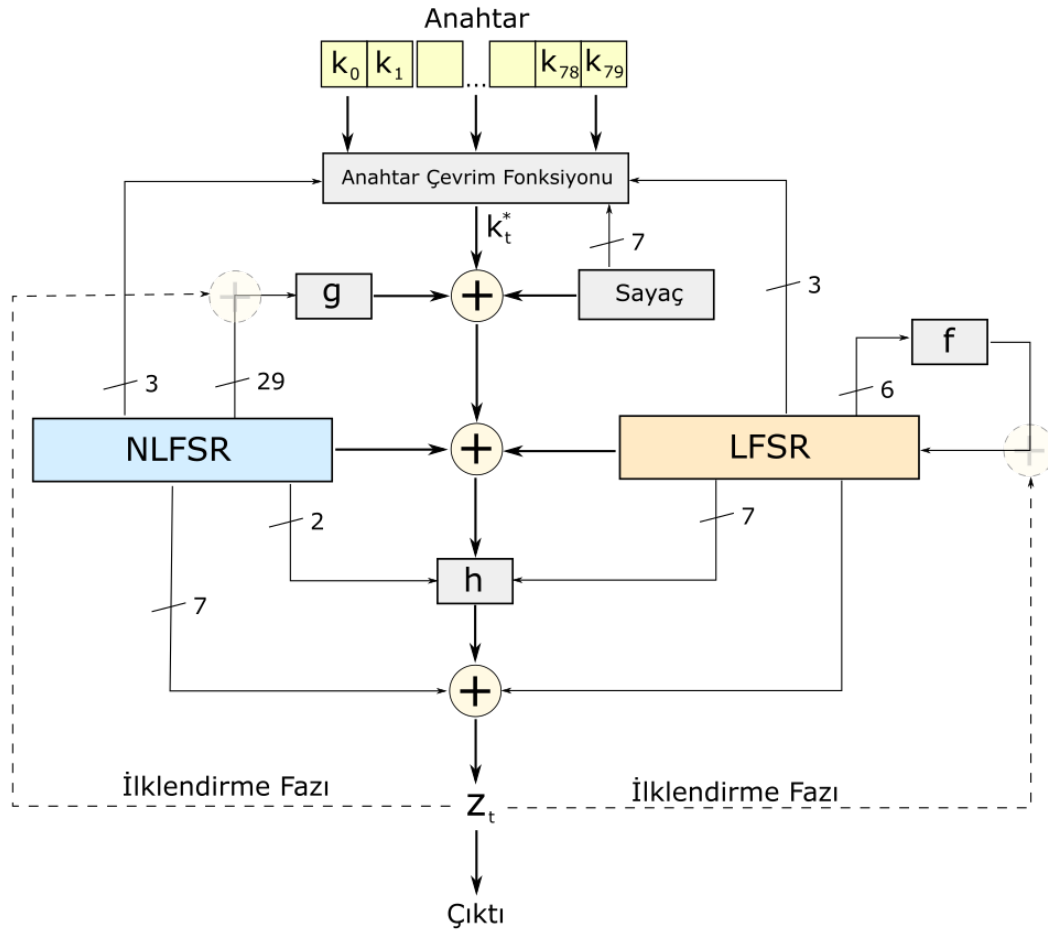 Anahtar
k0 k1 ... k78 k79
Anahtar Çevrim Fonksiyonu
k*t
7
g + Sayaç
+
3
f
3
29
6
NLFSR + LFSR
+
2
7
h
7
+
İlklendirme Fazı
İlklendirme Fazı
zt
Çıktı